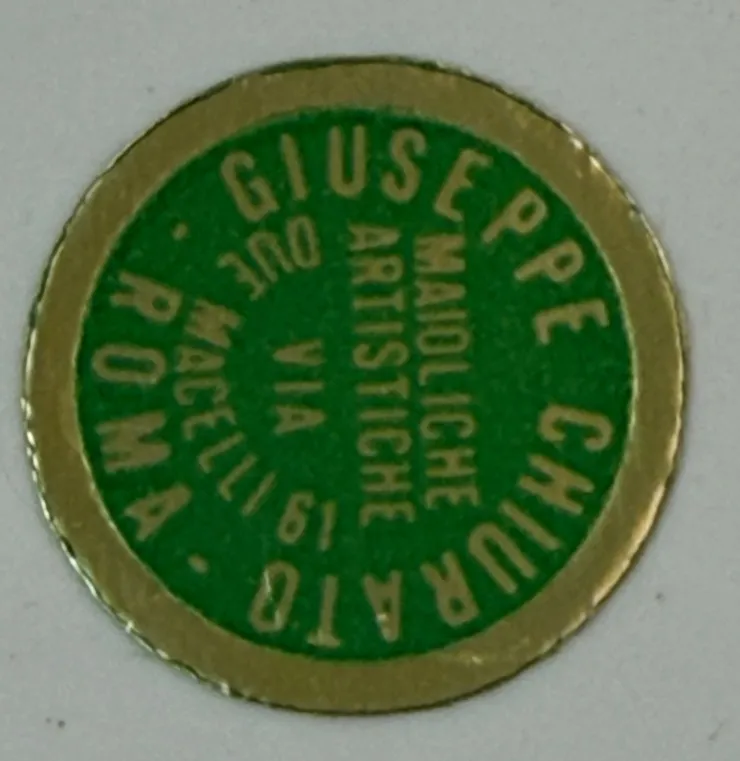 GIUSEPPE CHIURATO
MAIOLICHE
ARTISTICHE
VIA
DUE MACELLI 61
· ROMA ·